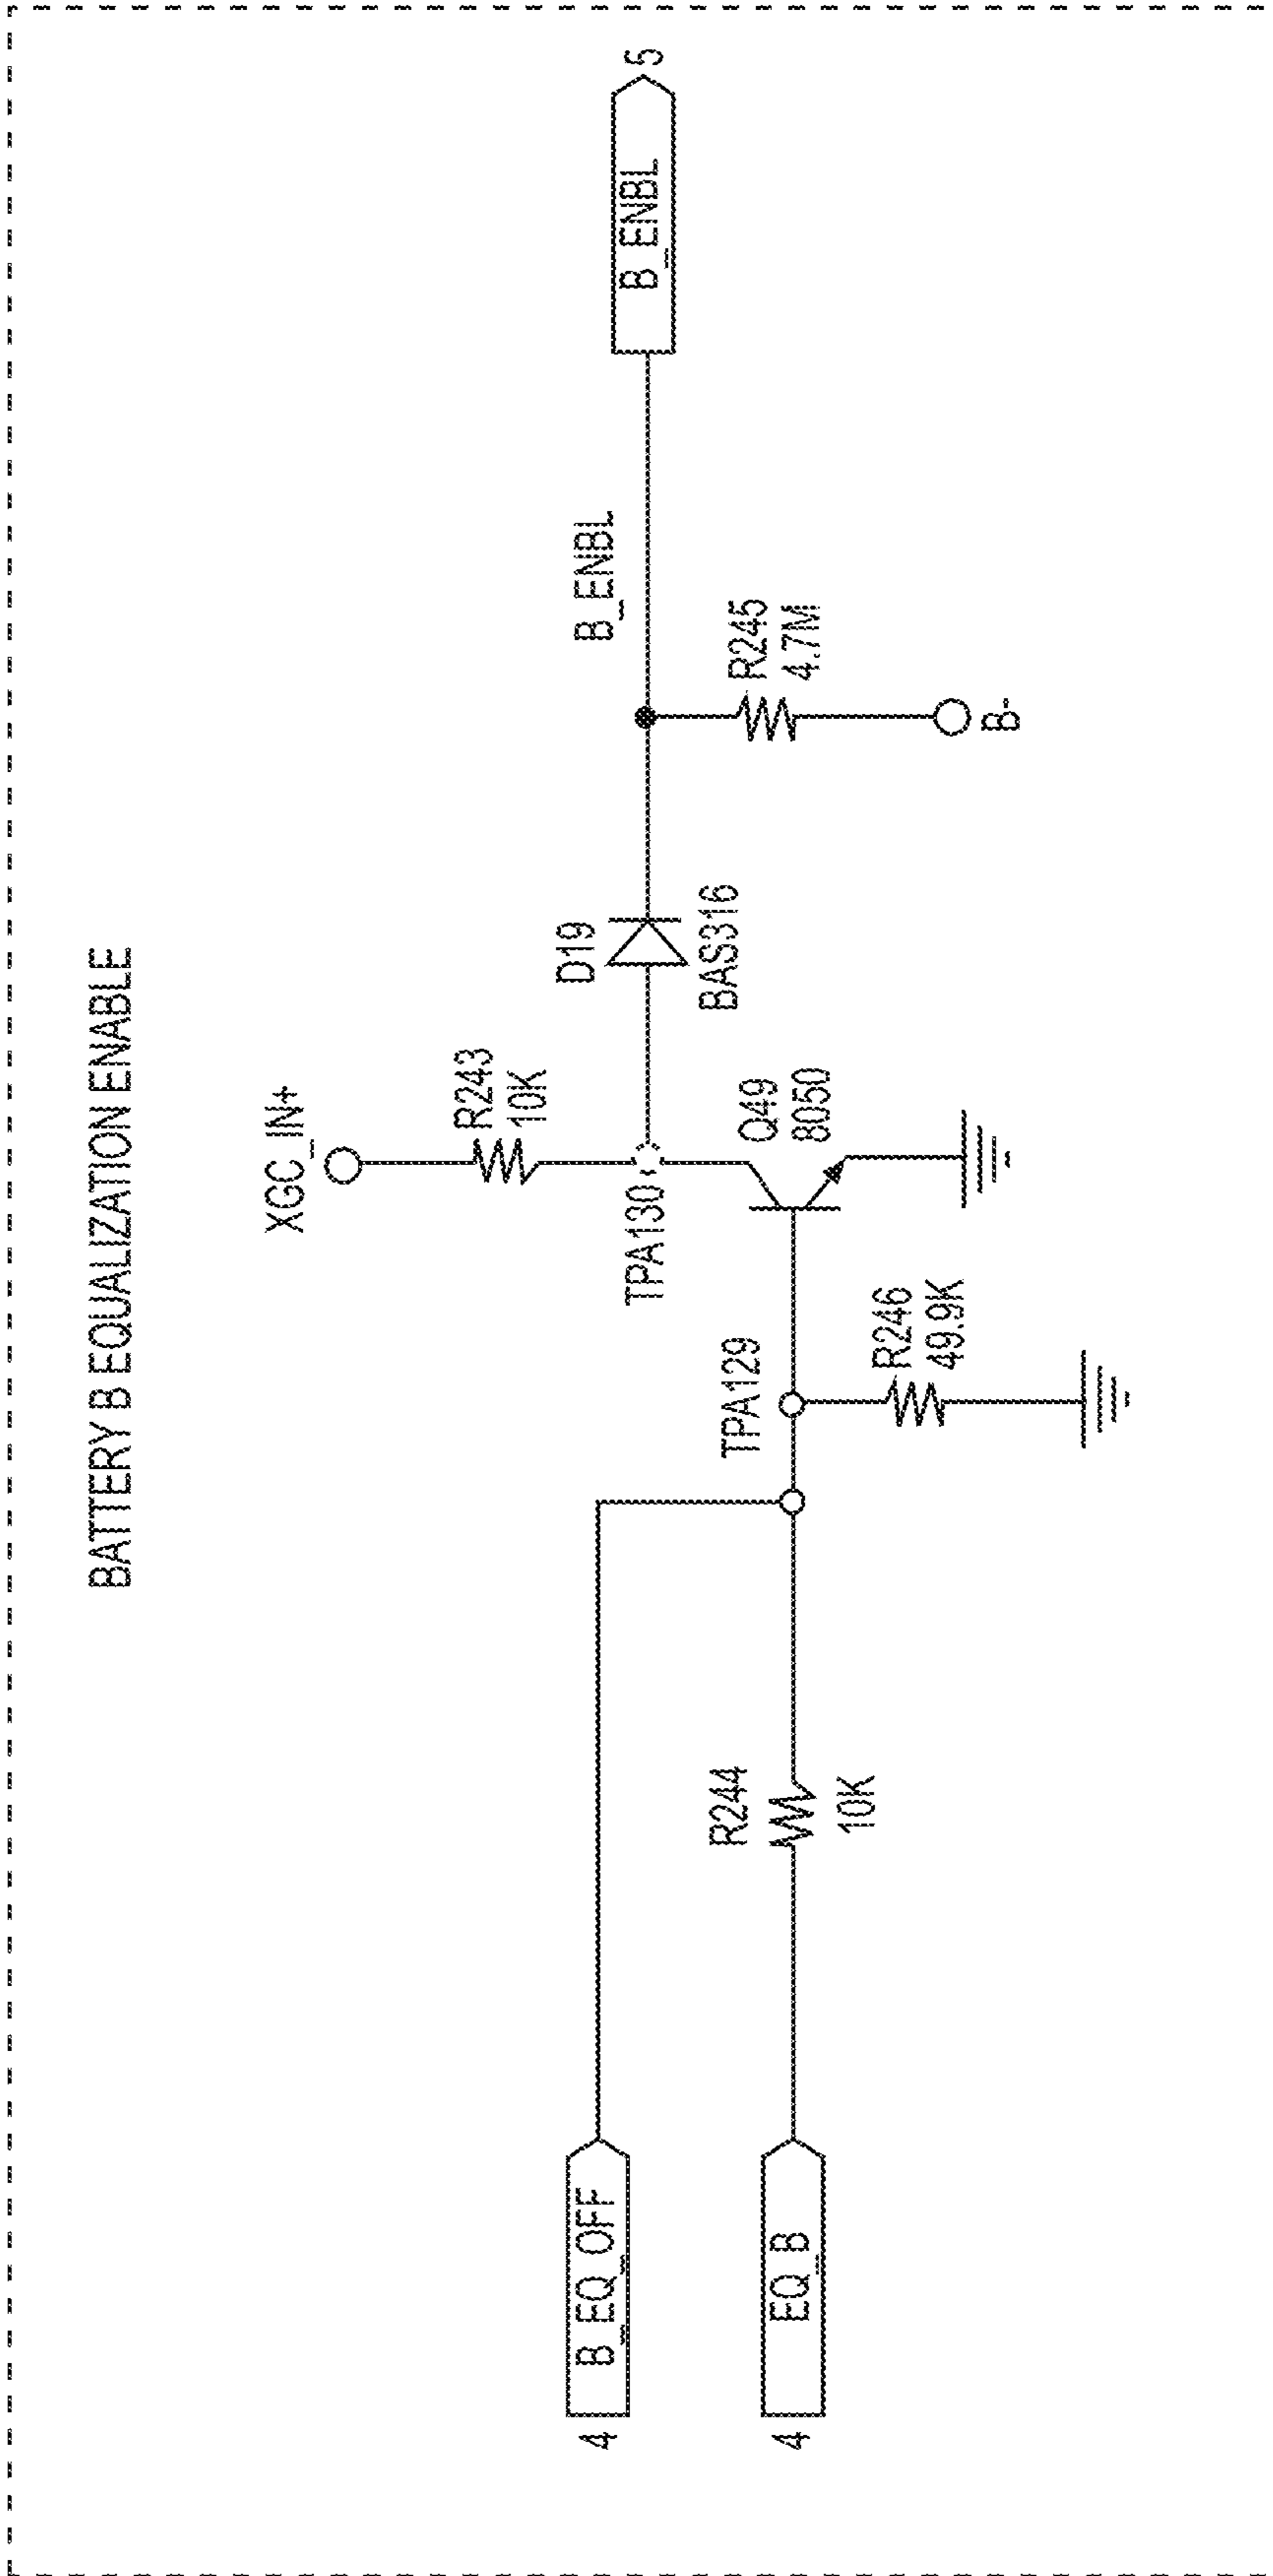 BATTERY B EQUALIZATION ENABLE
XGC_IN+
R243
10K
TPA130
D19
BAS316
B_ENBL
B_ENBL
5
R245
4.7M
B-
Q49
8050
TPA129
R246
49.9K
4
B_EQ_OFF
R244
10K
4
EQ_B